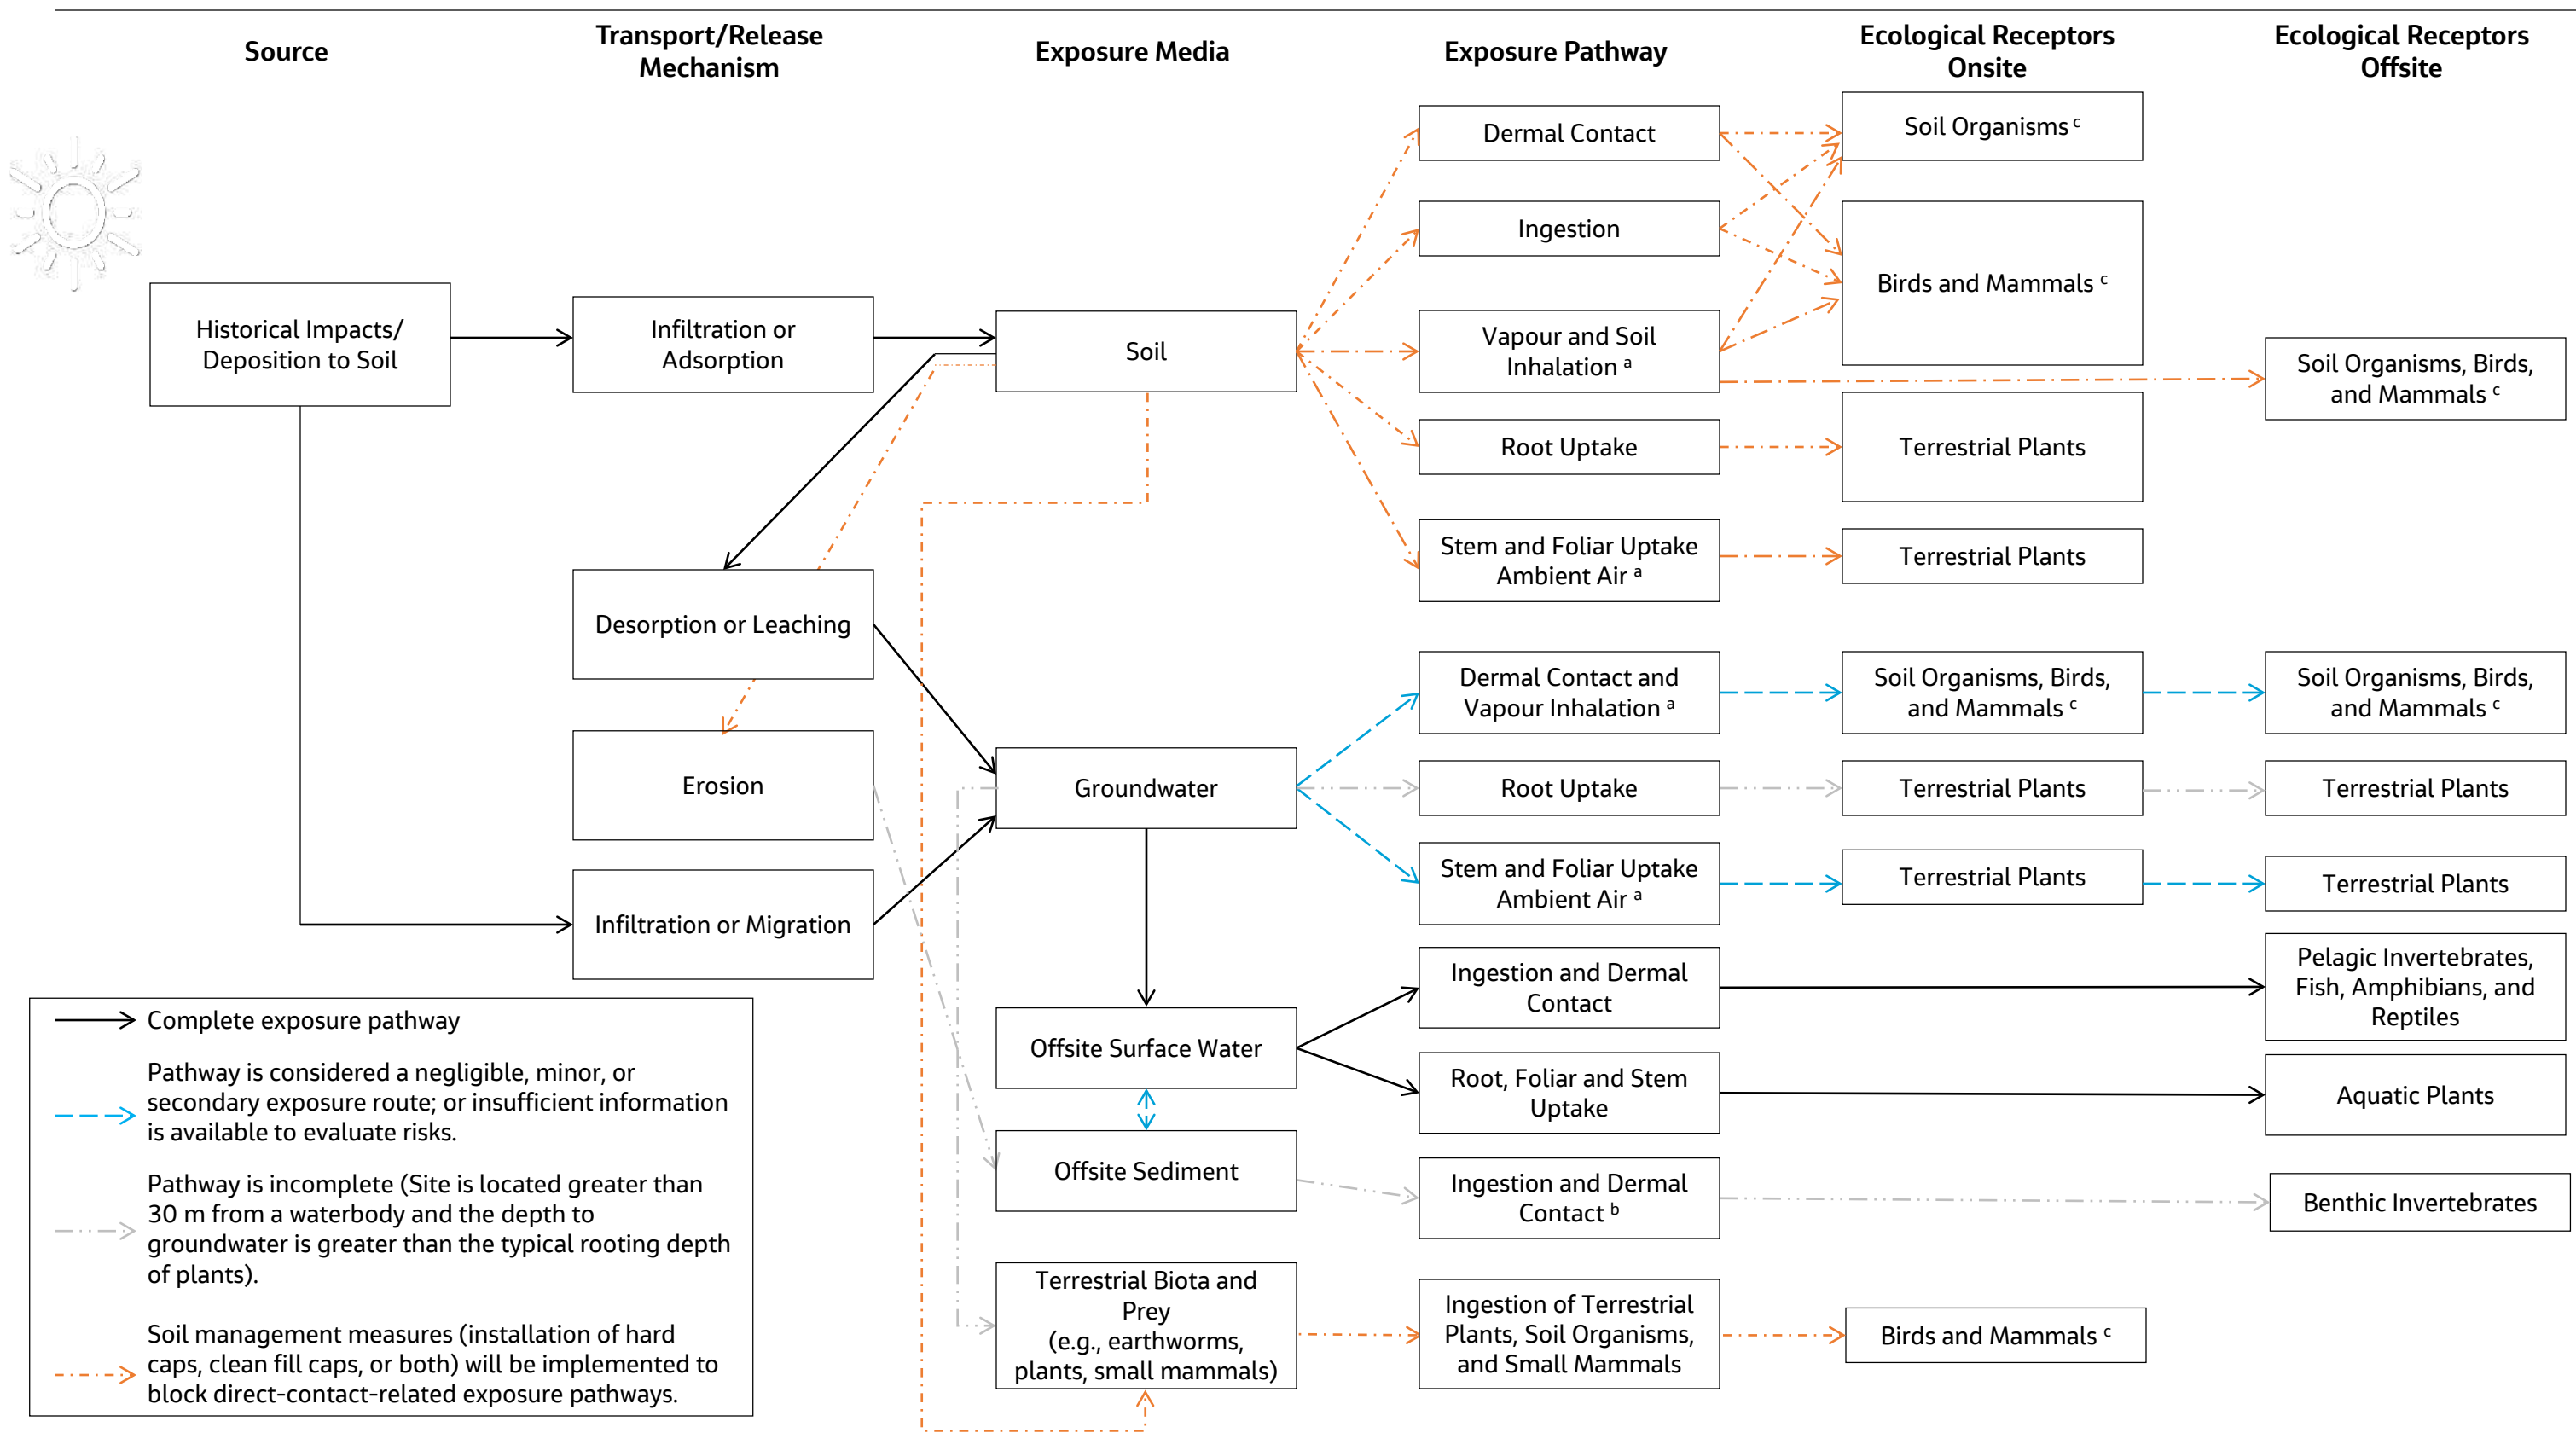 Source
Transport/Release
Mechanism
Exposure Media
Exposure Pathway
Ecological Receptors
Onsite
Ecological Receptors
Offsite
Historical Impacts/
Deposition to Soil
Infiltration or
Adsorption
Desorption or Leaching
Erosion
Infiltration or Migration
Soil
Groundwater
Offsite Surface Water
Offsite Sediment
Terrestrial Biota and
Prey
(e.g., earthworms,
plants, small mammals)
Dermal Contact
Ingestion
Vapour and Soil
Inhalation a
Root Uptake
Stem and Foliar Uptake
Ambient Air a
Dermal Contact and
Vapour Inhalation a
Root Uptake
Stem and Foliar Uptake
Ambient Air a
Ingestion and Dermal
Contact
Root, Foliar and Stem
Uptake
Ingestion and Dermal
Contact b
Ingestion of Terrestrial
Plants, Soil Organisms,
and Small Mammals
Soil Organisms c
Birds and Mammals c
Terrestrial Plants
Terrestrial Plants
Soil Organisms, Birds,
and Mammals c
Terrestrial Plants
Terrestrial Plants
Birds and Mammals c
Soil Organisms, Birds,
and Mammals c
Soil Organisms, Birds,
and Mammals c
Terrestrial Plants
Terrestrial Plants
Pelagic Invertebrates,
Fish, Amphibians, and
Reptiles
Aquatic Plants
Benthic Invertebrates
Complete exposure pathway
Pathway is considered a negligible, minor, or
secondary exposure route; or insufficient information
is available to evaluate risks.
Pathway is incomplete (Site is located greater than
30 m from a waterbody and the depth to
groundwater is greater than the typical rooting depth
of plants).
Soil management measures (installation of hard
caps, clean fill caps, or both) will be implemented to
block direct-contact-related exposure pathways.